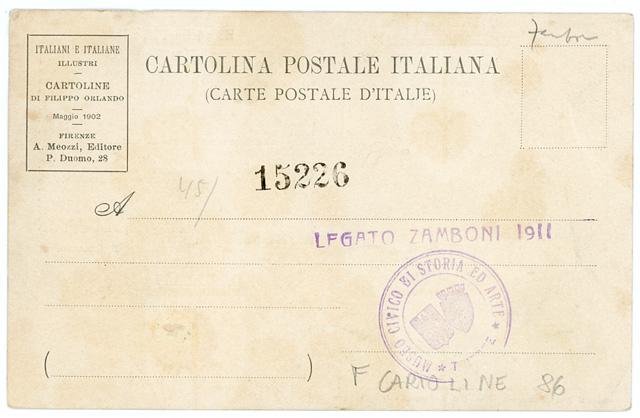 ITALIANI E ITALIANE
ILLUSTRI
CARTOLINE
DI FILIPPO ORLANDO
Maggio 1902
FIRENZE
A. Meozzi, Editore
P. Duomo, 28
CARTOLINA POSTALE ITALIANA
(CARTE POSTALE D'ITALIE)
15226
45/
A
LEGATO ZAMBONI 1911
MUSEO CIVICO DI STORIA ED ARTE
F CARTOLINE 86